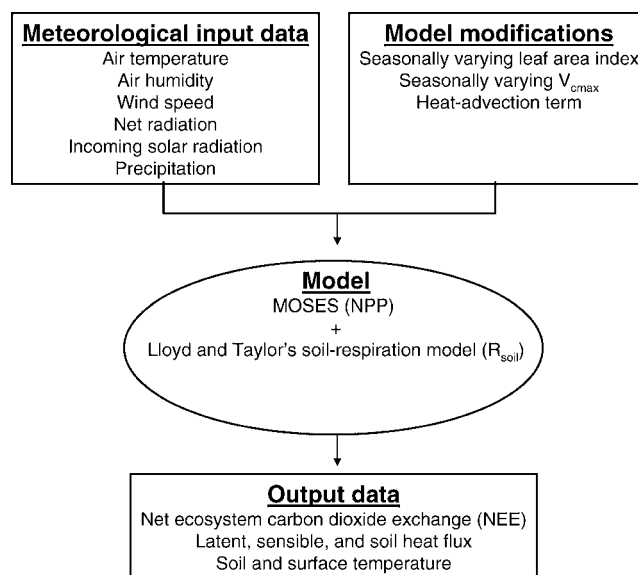 Meteorological input data
Air temperature
Air humidity
Wind speed
Net radiation
Incoming solar radiation
Precipitation
Model modifications
Seasonally varying leaf area index
Seasonally varying Vcmax
Heat-advection term
Model
MOSES (NPP)
+
Lloyd and Taylor's soil-respiration model (Rsoil)
Output data
Net ecosystem carbon dioxide exchange (NEE)
Latent, sensible, and soil heat flux
Soil and surface temperature